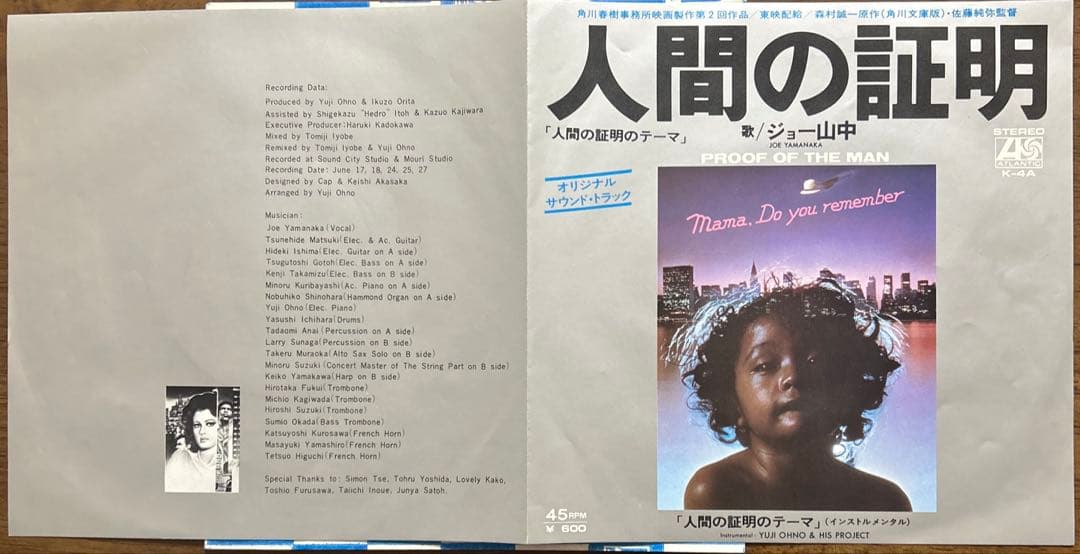 Recording Data:
Produced by Yuji Ohno & Ikuzo Orita
Assisted by Shigekazu "Hedro" Itoh & Kazuo Kajiwara
Executive Producer:Haruki Kadokawa
Mixed by Tomiji Iyobe
Remixed by Tomiji Iyobe & Yuji Ohno
Recorded at Sound City Studio & Mouri Studio
Recording Date: June 17, 18, 24, 25, 27
Designed by Cap & Keishi Akasaka
Arranged by Yuji Ohno
Musician:
Joe Yamanaka(Vocal)
Tsunehide Matsuki(Elec. & Ac. Guitar)
Hideki Ishima(Elec. Guitar on A side)
Tsugutoshi Gotoh(Elec. Bass on A side)
Kenji Takamizu(Elec. Bass on B side)
Minoru Kuribayashi(Ac. Piano on A side)
Nobuhiko Shinohara(Hammond Organ on A side)
Yuji Ohno(Elec. Piano)
Yasushi Ichihara(Drums)
Tadaomi Anai (Percussion on A side)
Larry Sunaga(Percussion on B side)
Takeru Muraoka(Alto Sax Solo on B side)
Minoru Suzuki(Concert Master of The String Part on B side)
Keiko Yamakawa(Harp on B side)
Hirotaka Fukui(Trombone)
Michio Kagiwada(Trombone)
Hiroshi Suzuki(Trombone)
Sumio Okada(Bass Trombone)
Katsuyoshi Kurosawa(French Horn)
Masayuki Yamashiro(French Horn)
Tetsuo Higuchi(French Horn)
Special Thanks to: Simon Tse, Tohru Yoshida, Lovely Kako,
Toshio Furusawa, Taiichi Inoue, Junya Satoh.
角川春樹事務所映画製作第2回作品/東映配給/森村誠一原作(角川文庫版)・佐藤純弥監督
人間の証明
「人間の証明のテーマ」 歌/ジョー山中
JOE YAMANAKA
PROOF OF THE MAN
STEREO
ATLANTIC
K-4A
オリジナル
サウンド・トラック
Mama, Do you remember
45RPM
¥ 600
「人間の証明のテーマ」(インストルメンタル)
Instrumental: YUJI OHNO & HIS PROJECT